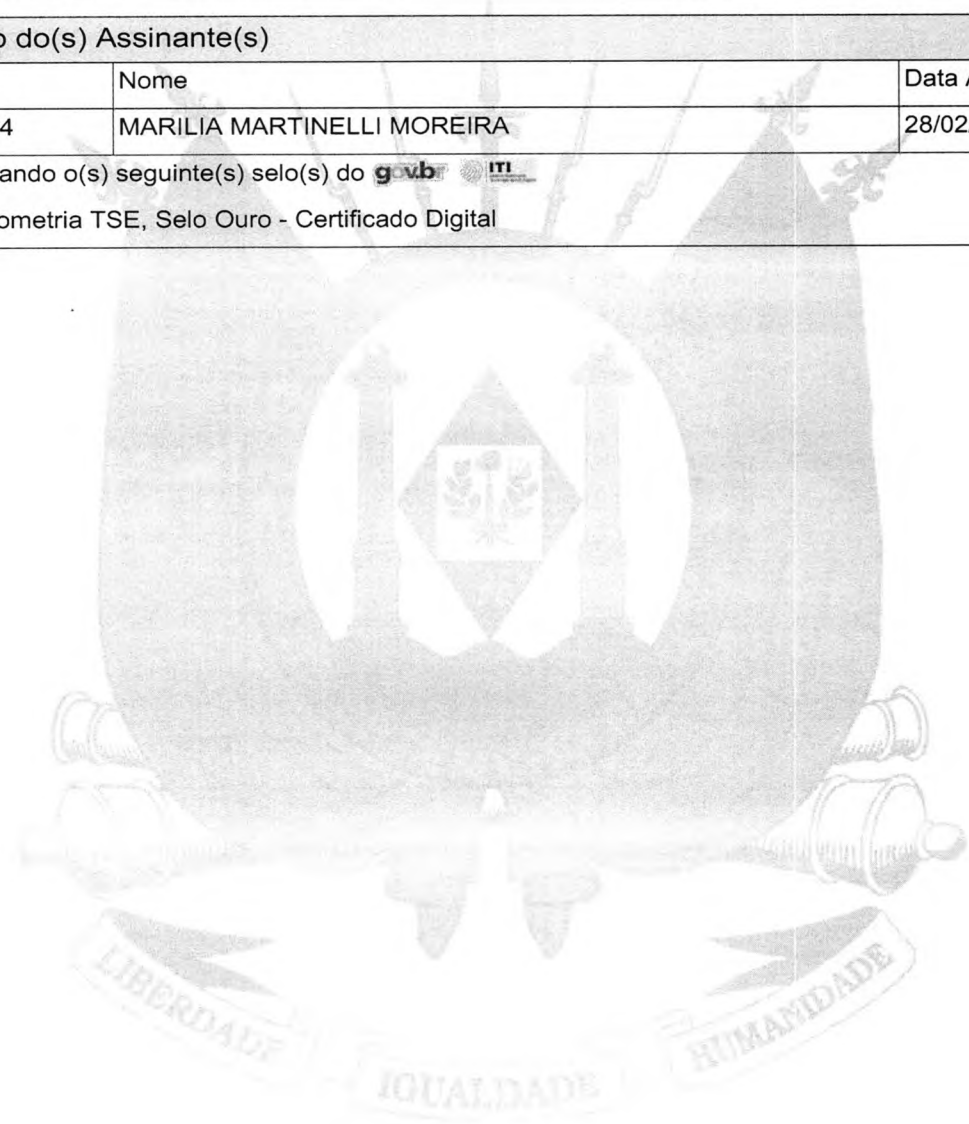 o do(s) Assinante(s)
Nome Data A
4 MARILIA MARTINELLI MOREIRA 28/02
ando o(s) seguinte(s) selo(s) do gov.br ITI
ometria TSE, Selo Ouro - Certificado Digital
LIBERDADE
IGUALDADE
HUMANIDADE